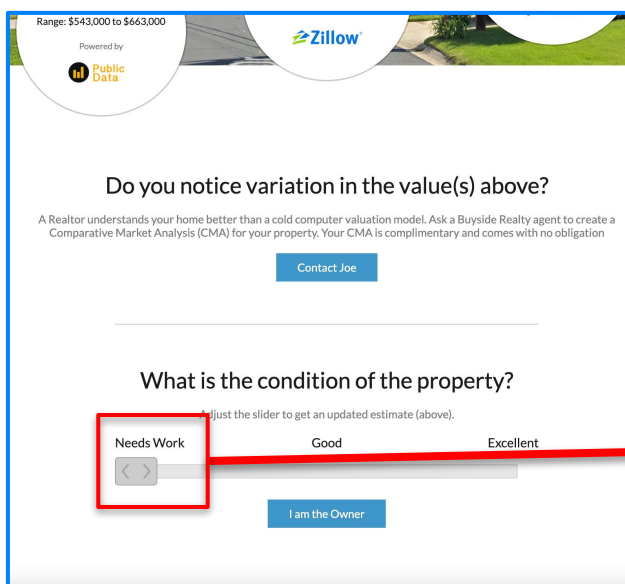 Range: $543,000 to $663,000
Powered by
Public
Data
Zillow
Do you notice variation in the value(s) above?
A Realtor understands your home better than a cold computer valuation model. Ask a Buyside Realty agent to create a
Comparative Market Analysis (CMA) for your property. Your CMA is complimentary and comes with no obligation
Contact Joe
What is the condition of the property?
Adjust the slider to get an updated estimate (above).
Needs Work Good Excellent
I am the Owner